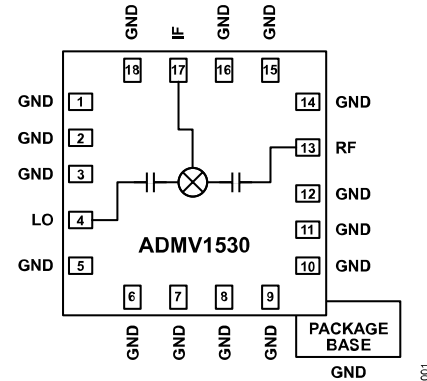 GND
IF
GND
GND
18
17
16
15
GND 1
14 GND
GND 2
13 RF
GND 3
12 GND
LO 4
11 GND
ADMV1530
GND 5
10 GND
6
7
8
9
GND
GND
GND
GND
PACKAGE
BASE
GND
001